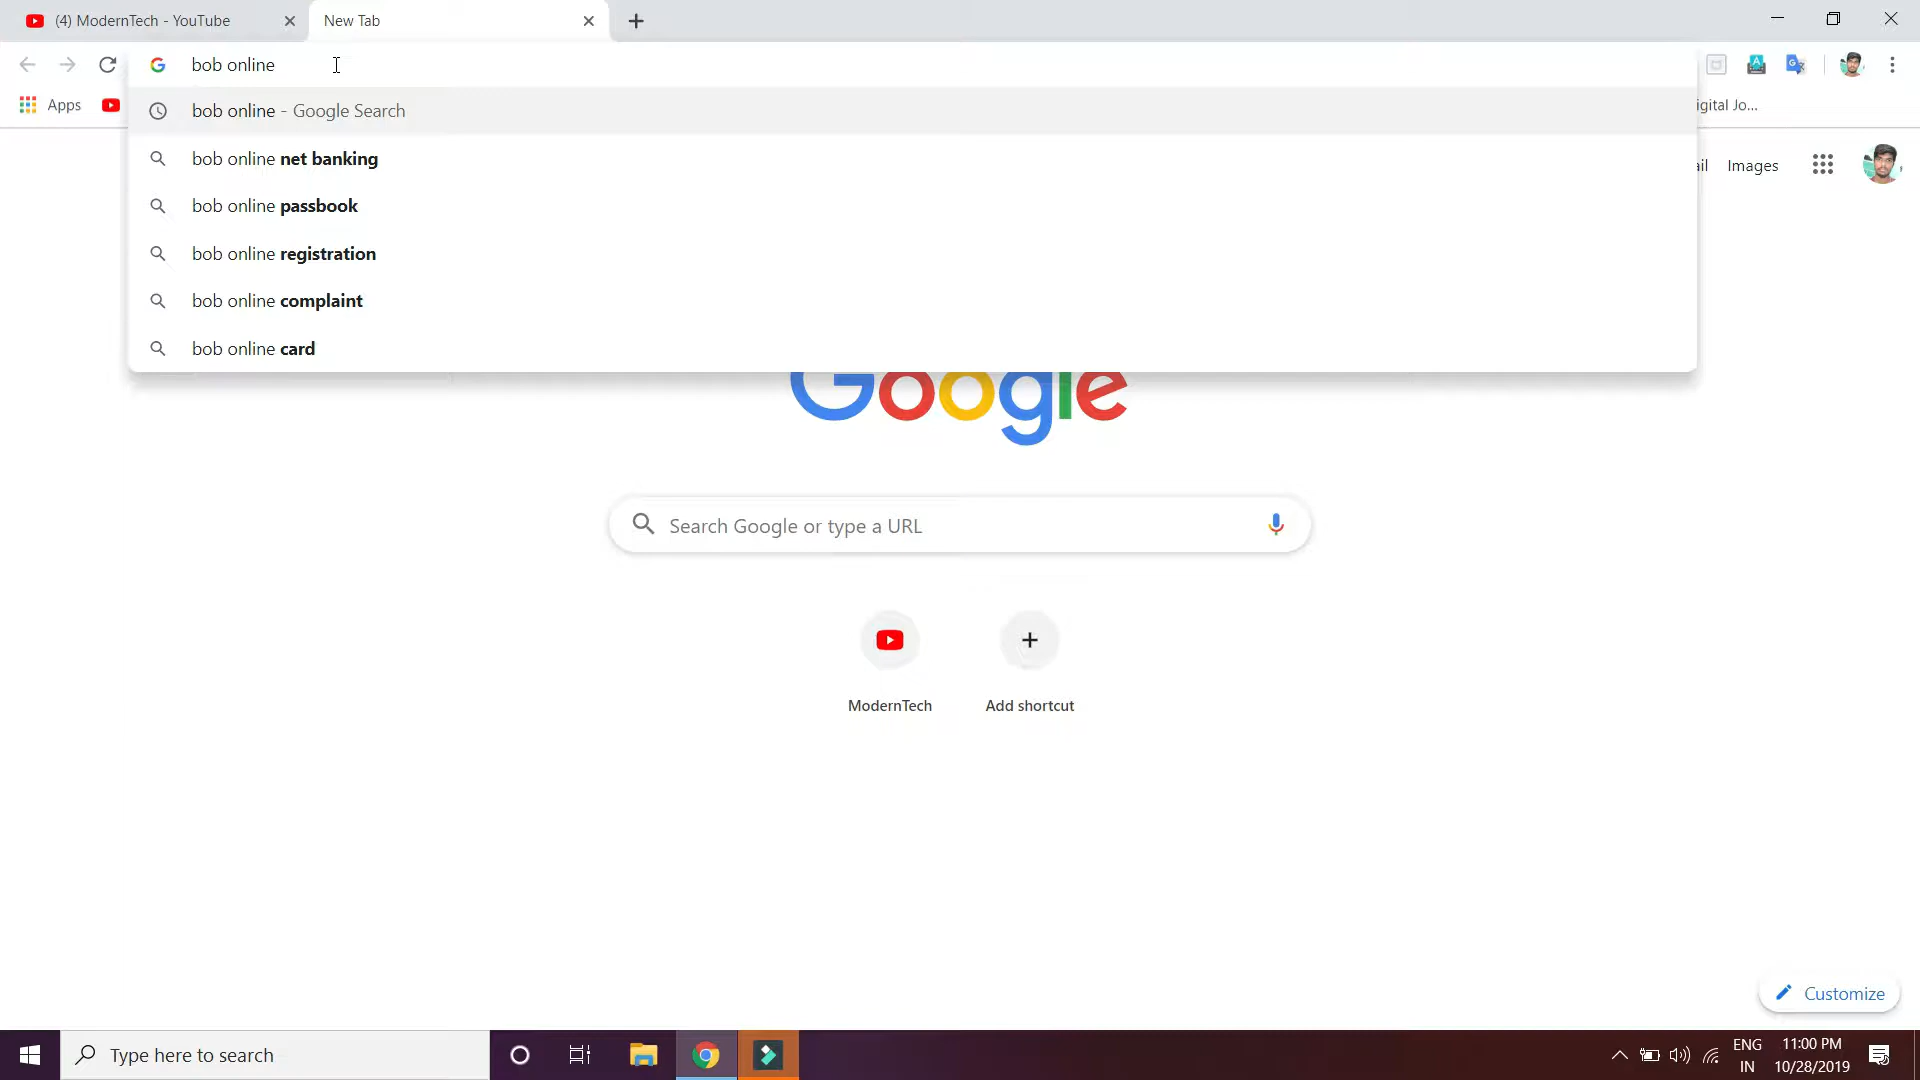 (4) ModernTech - YouTube
New Tab
bob online
Apps
bob online - Google Search
igital Jo...
bob online net banking
ail
Images
bob online passbook
bob online registration
bob online complaint
bob online card
Google
Search Google or type a URL
ModernTech
Add shortcut
Customize
Type here to search
ENG
IN
11:00 PM
10/28/2019